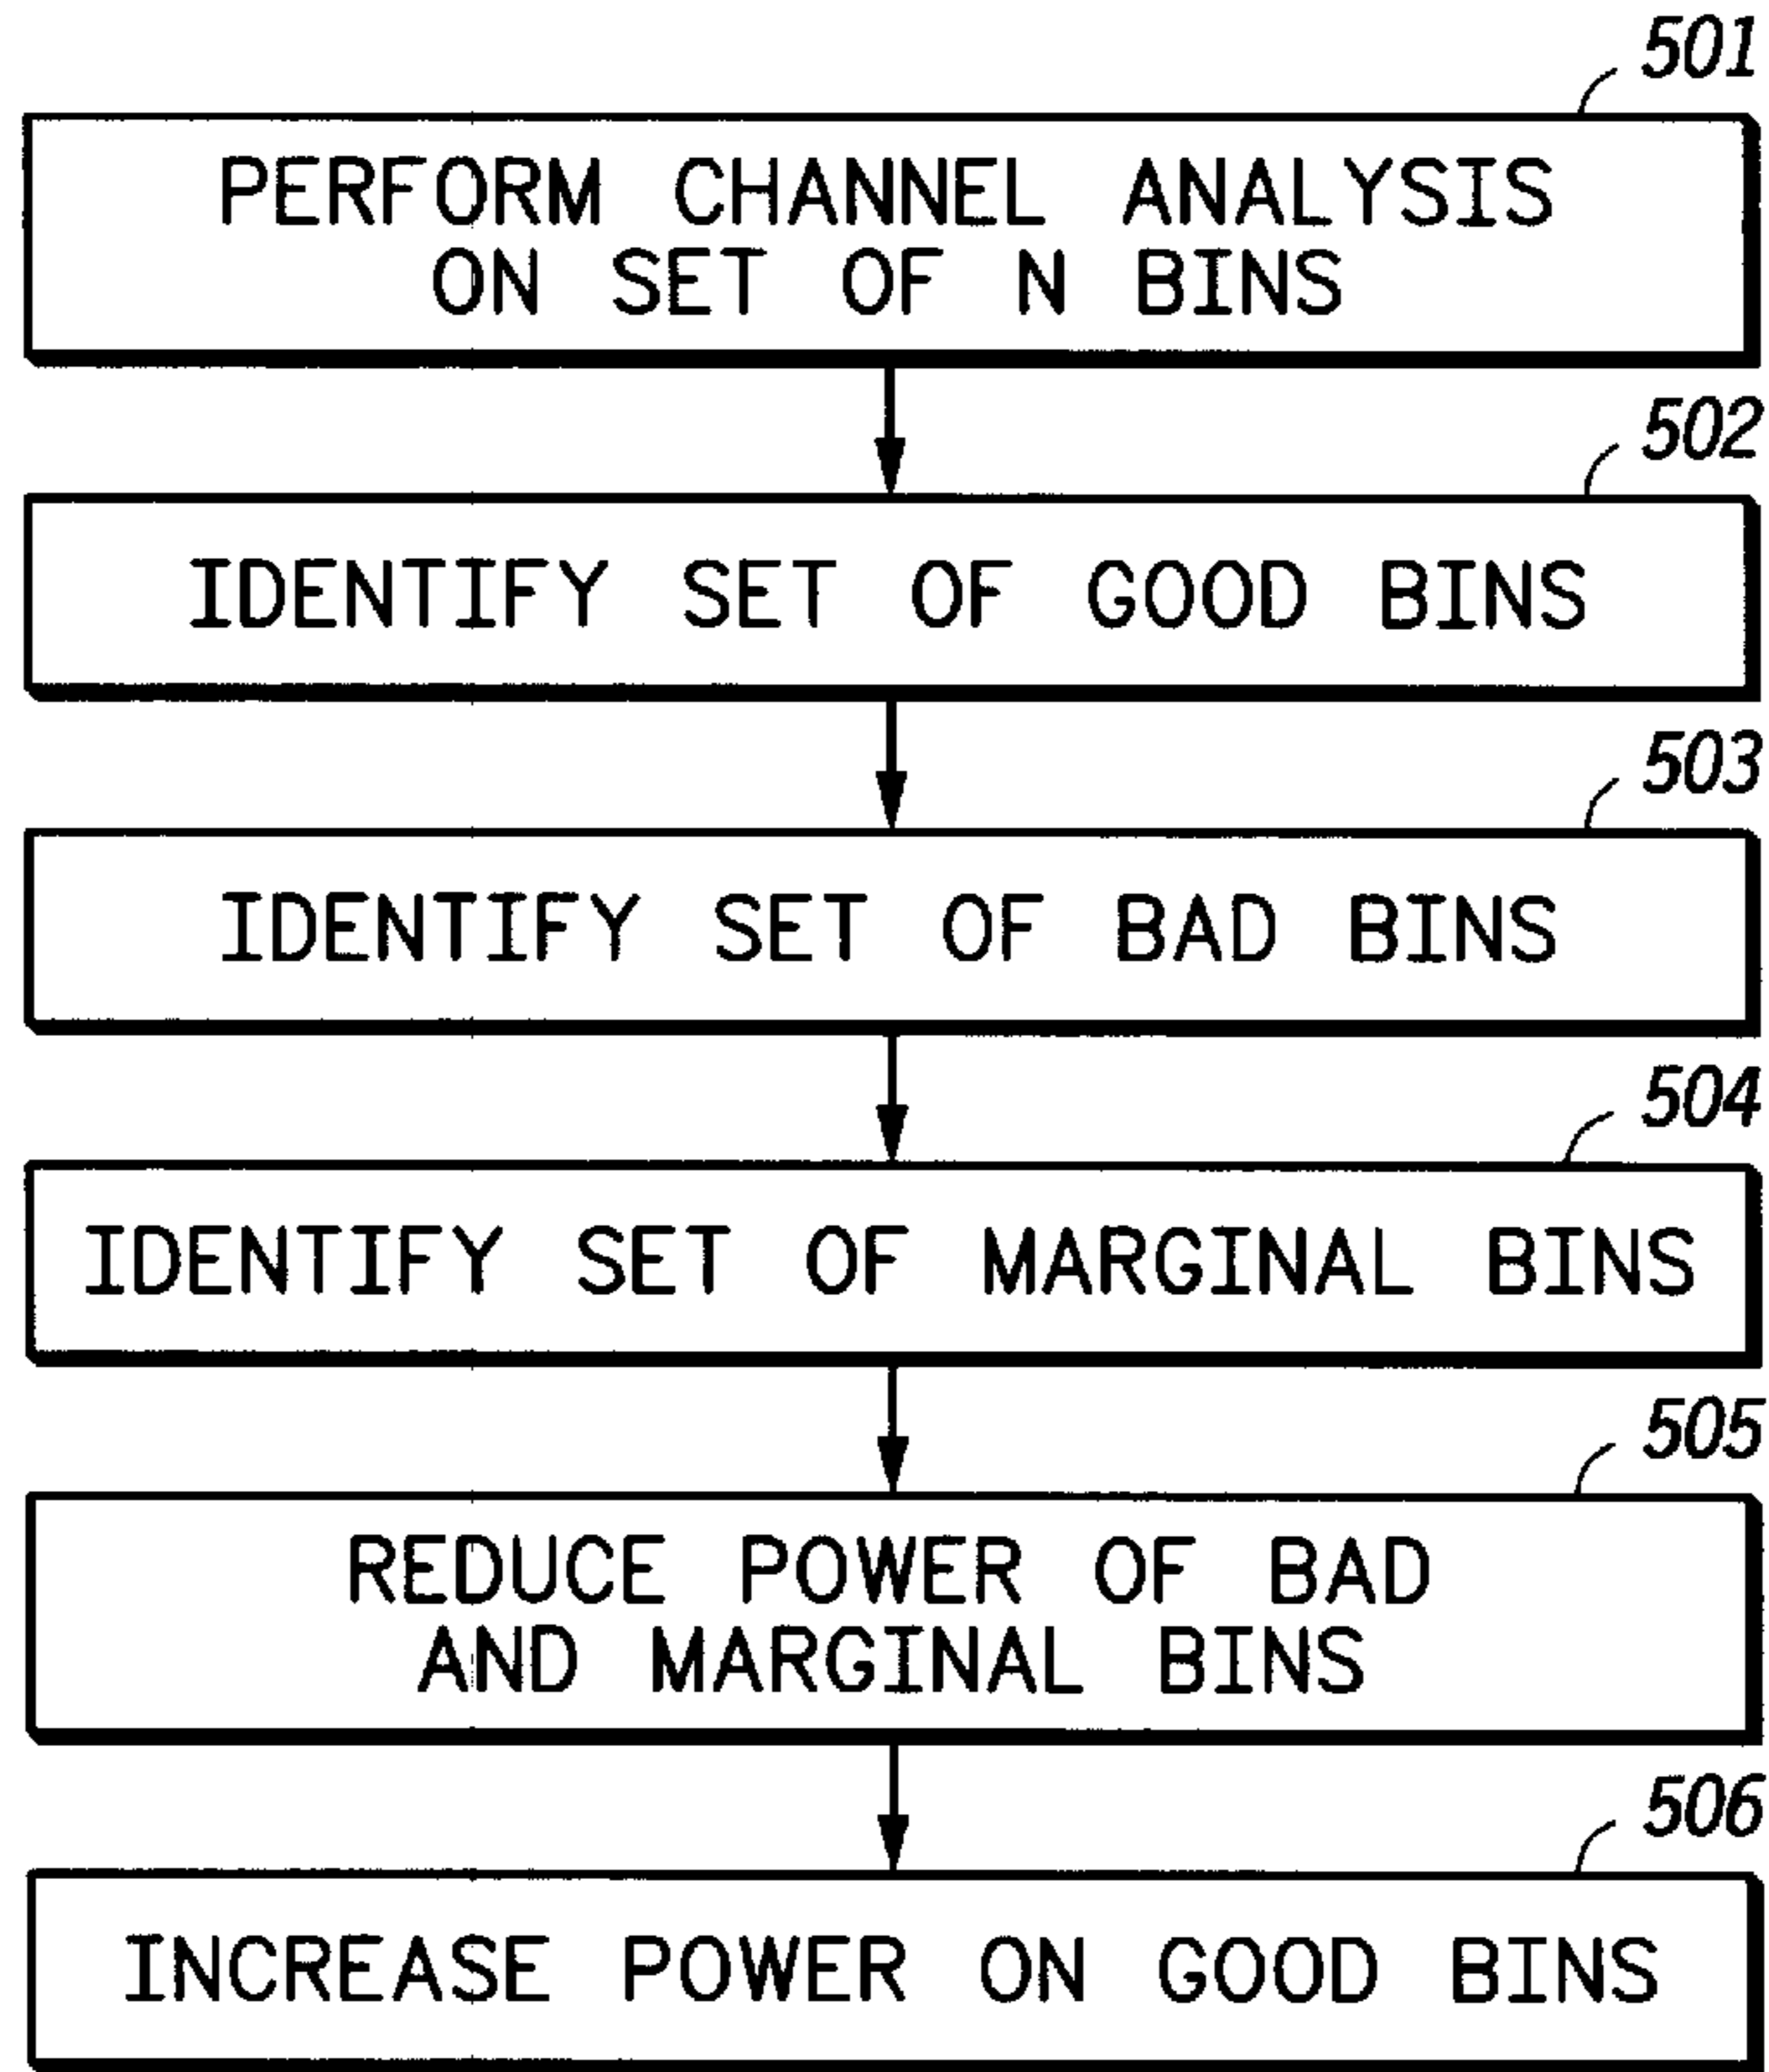 501
PERFORM CHANNEL ANALYSIS
ON SET OF N BINS
502
IDENTIFY SET OF GOOD BINS
503
IDENTIFY SET OF BAD BINS
504
IDENTIFY SET OF MARGINAL BINS
505
REDUCE POWER OF BAD
AND MARGINAL BINS
506
INCREASE POWER ON GOOD BINS